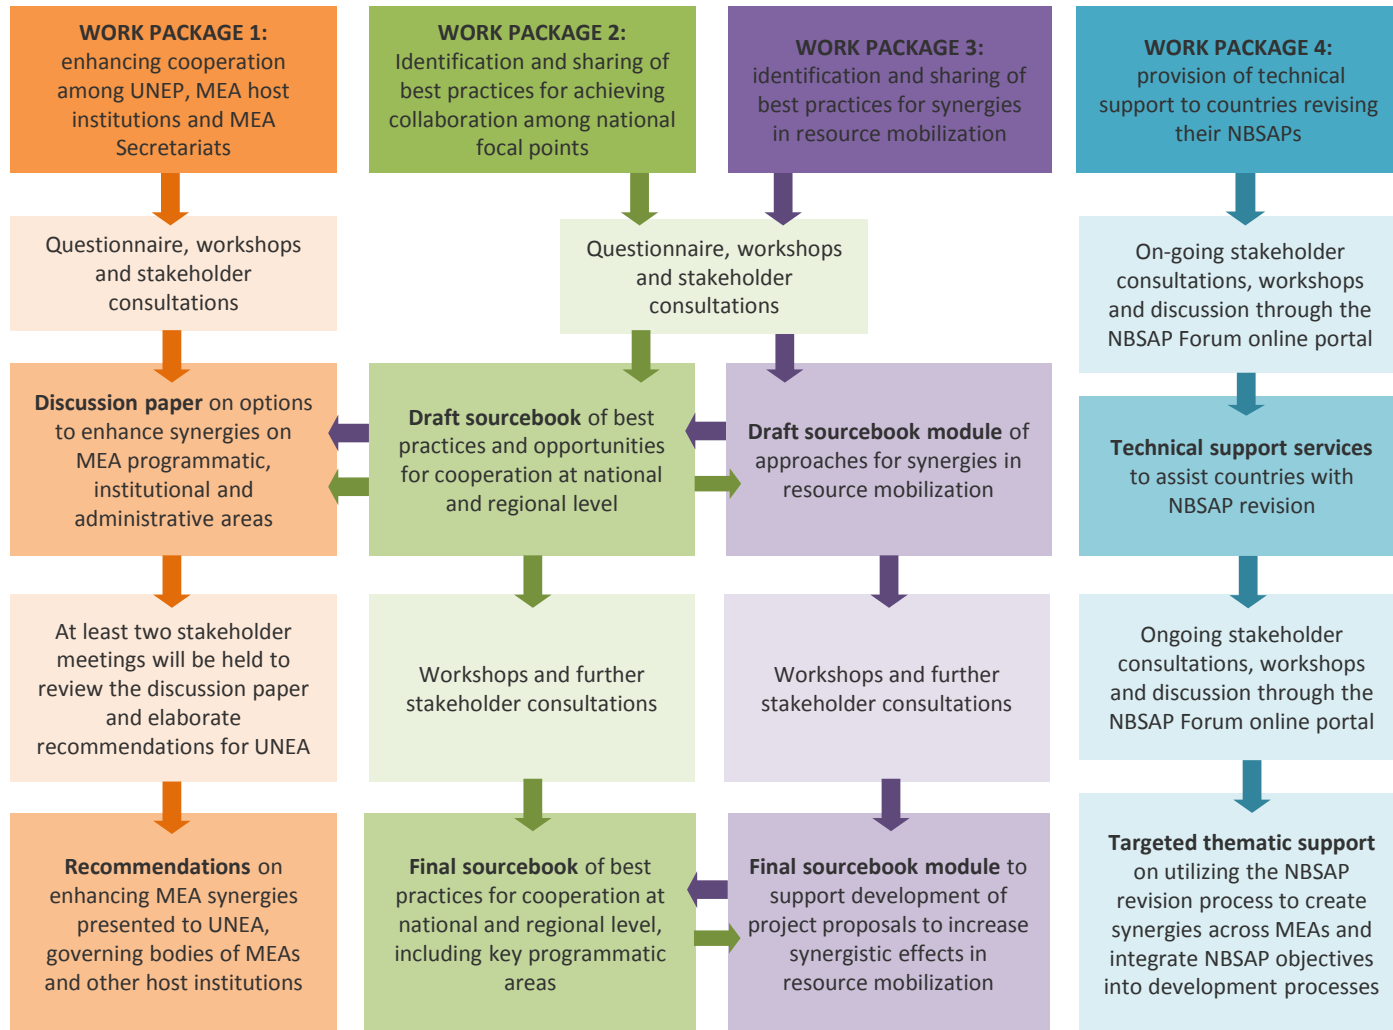 WORK PACKAGE 1:
enhancing cooperation
among UNEP, MEA host
institutions and MEA
Secretariats
WORK PACKAGE 2:
Identification and sharing of
best practices for achieving
collaboration among national
focal points
WORK PACKAGE 3:
identification and sharing of
best practices for synergies
in resource mobilization
WORK PACKAGE 4:
provision of technical
support to countries revising
their NBSAPs
Questionnaire, workshops
and stakeholder
consultations
Questionnaire, workshops
and stakeholder
consultations
On-going stakeholder
consultations, workshops
and discussion through the
NBSAP Forum online portal
Discussion paper on options
to enhance synergies on
MEA programmatic,
institutional and
administrative areas
Draft sourcebook of best
practices and opportunities
for cooperation at national
and regional level
Draft sourcebook module of
approaches for synergies in
resource mobilization
Technical support services
to assist countries with
NBSAP revision
At least two stakeholder
meetings will be held to
review the discussion paper
and elaborate
recommendations for UNEA
Workshops and further
stakeholder consultations
Workshops and further
stakeholder consultations
Ongoing stakeholder
consultations, workshops
and discussion through the
NBSAP Forum online portal
Recommendations on
enhancing MEA synergies
presented to UNEA,
governing bodies of MEAs
and other host institutions
Final sourcebook of best
practices for cooperation at
national and regional level,
including key programmatic
areas
Final sourcebook module to
support development of
project proposals to increase
synergistic effects in
resource mobilization
Targeted thematic support
on utilizing the NBSAP
revision process to create
synergies across MEAs and
integrate NBSAP objectives
into development processes